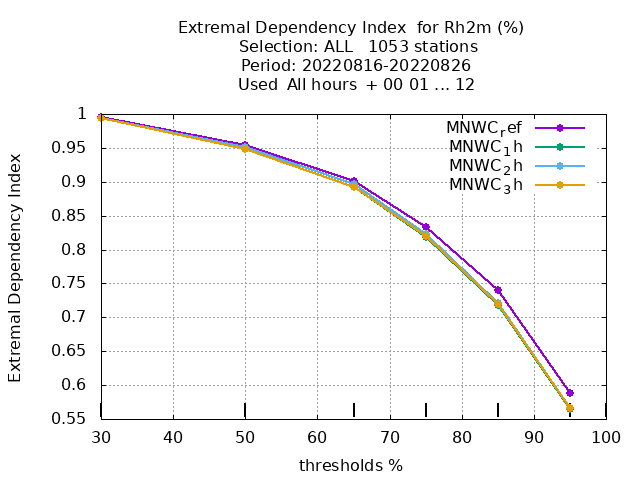 Extremal Dependency Index  for Rh2m (%)
Selection: ALL   1053 stations
Period: 20220816-20220826
Used  All hours  + 00 01 ... 12
Extremal Dependency Index
1
0.95
0.9
0.85
0.8
0.75
0.7
0.65
0.6
0.55
MNWC_ref
MNWC_1h
MNWC_2h
MNWC_3h
30 40 50 60 70 80 90 100
thresholds %